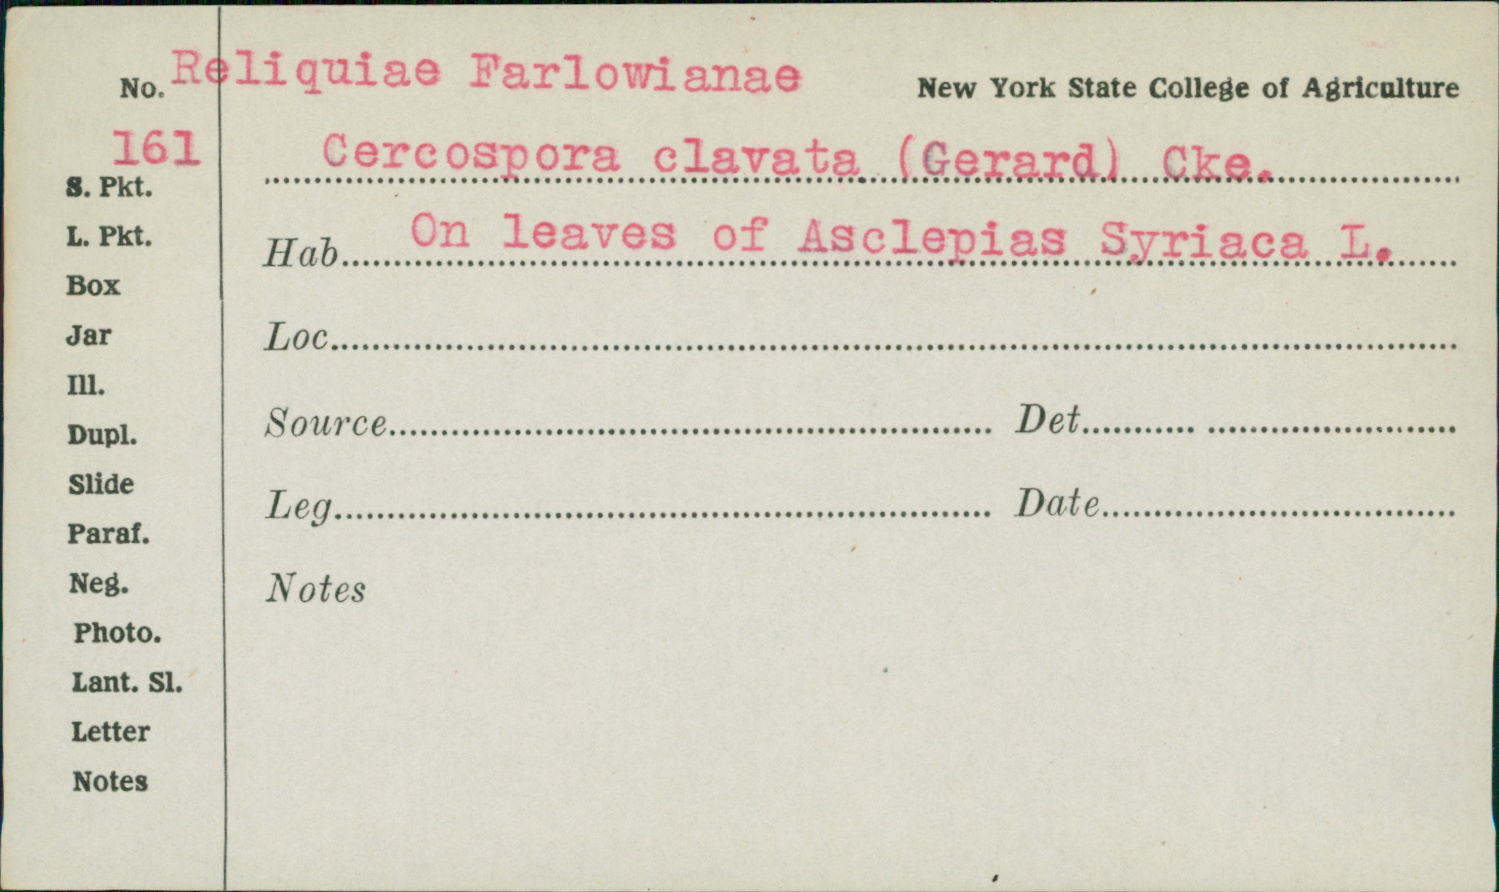 Reliquiae Farlowianae
No. New York State College of Agriculture
161
Cercospora clavata (Gerard) Cke.
S. Pkt.
L. Pkt.
Hab. On leaves of Asclepias Syriaca L.
Box
Jar
Loc.
Ill.
Dupl.
Source Det.
Slide
Leg. Date
Paraf.
Neg.
Notes
Photo.
Lant. Sl.
Letter
Notes